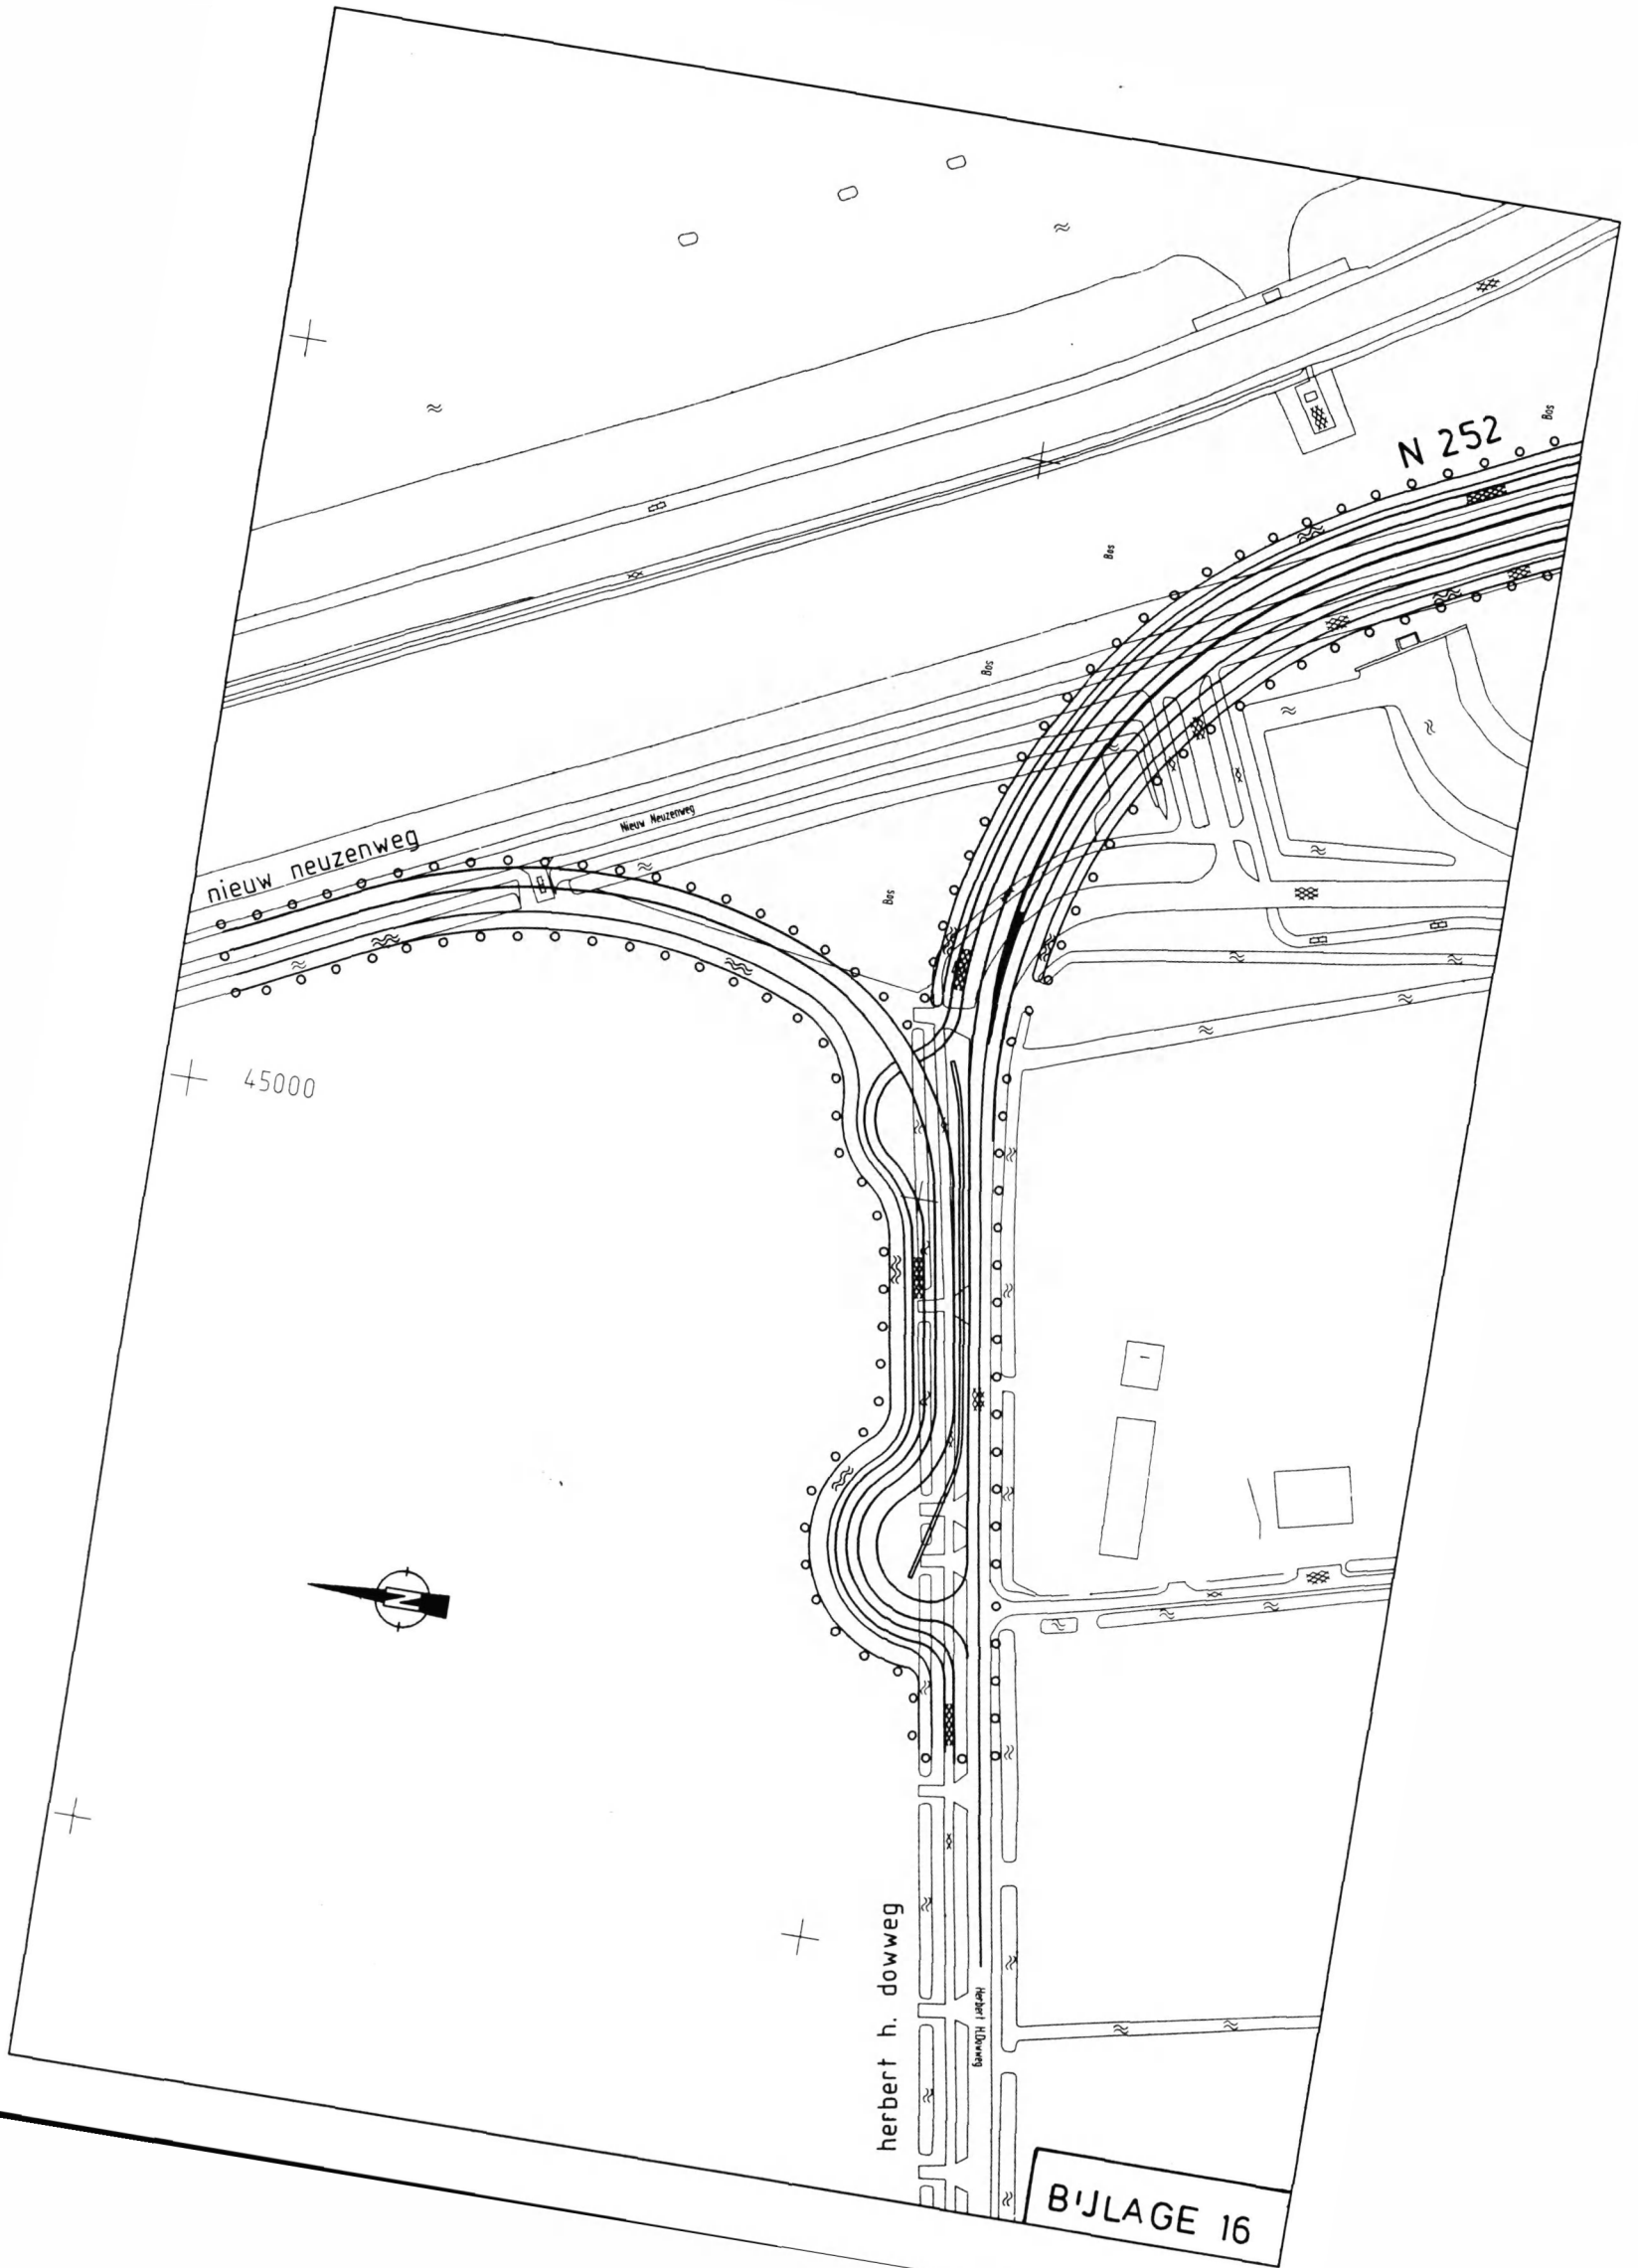 N 252
Bos
Bos
Bos
Nieuw Neuzenweg
nieuw neuzenweg
Bos
45000
N
herbert h. dowweg
Herbert H.Dowweg
BIJLAGE 16